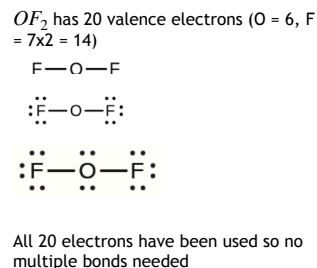 OF₂ has 20 valence electrons (O = 6, F
= 7x2 = 14)
F—O—F
:F—O—F:
:F—O—F:
All 20 electrons have been used so no
multiple bonds needed